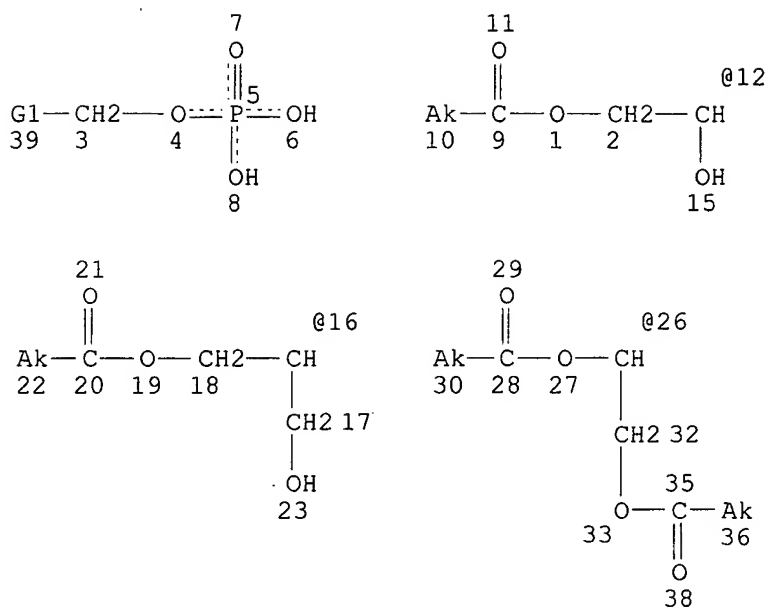 7 11
O O
5 @12
G1 CH2 O P OH Ak C O CH2 CH
39 3 4 6 10 9 1 2
OH OH
8 15
21 29
O O
@16 @26
Ak C O CH2 CH Ak C O CH
22 20 19 18 30 28 27
CH2 17 CH2 32
35
OH O C Ak
23 33 36
O
38